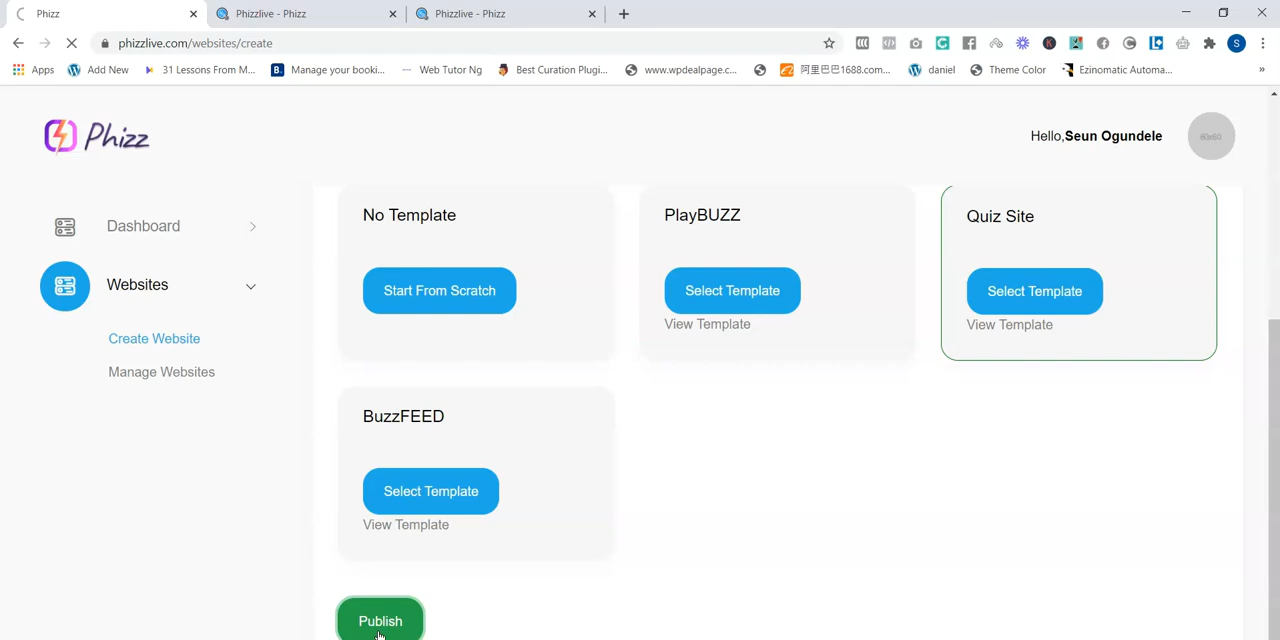 Phizz
Phizzlive - Phizz
Phizzlive - Phizz
phizzlive.com/websites/create
S
Apps
Add New
31 Lessons From M...
B.
Manage your booki...
Web Tutor Ng
Best Curation Plugi...
www.wpdealpage.c...
阿里巴巴1688.com...
daniel
Theme Color
Ezinomatic Automa...
»
Phizz
Hello,Seun Ogundele
60x60
Dashboard
Websites
Create Website
Manage Websites
No Template
Start From Scratch
PlayBUZZ
Select Template
View Template
Quiz Site
Select Template
View Template
BuzzFEED
Select Template
View Template
Publish